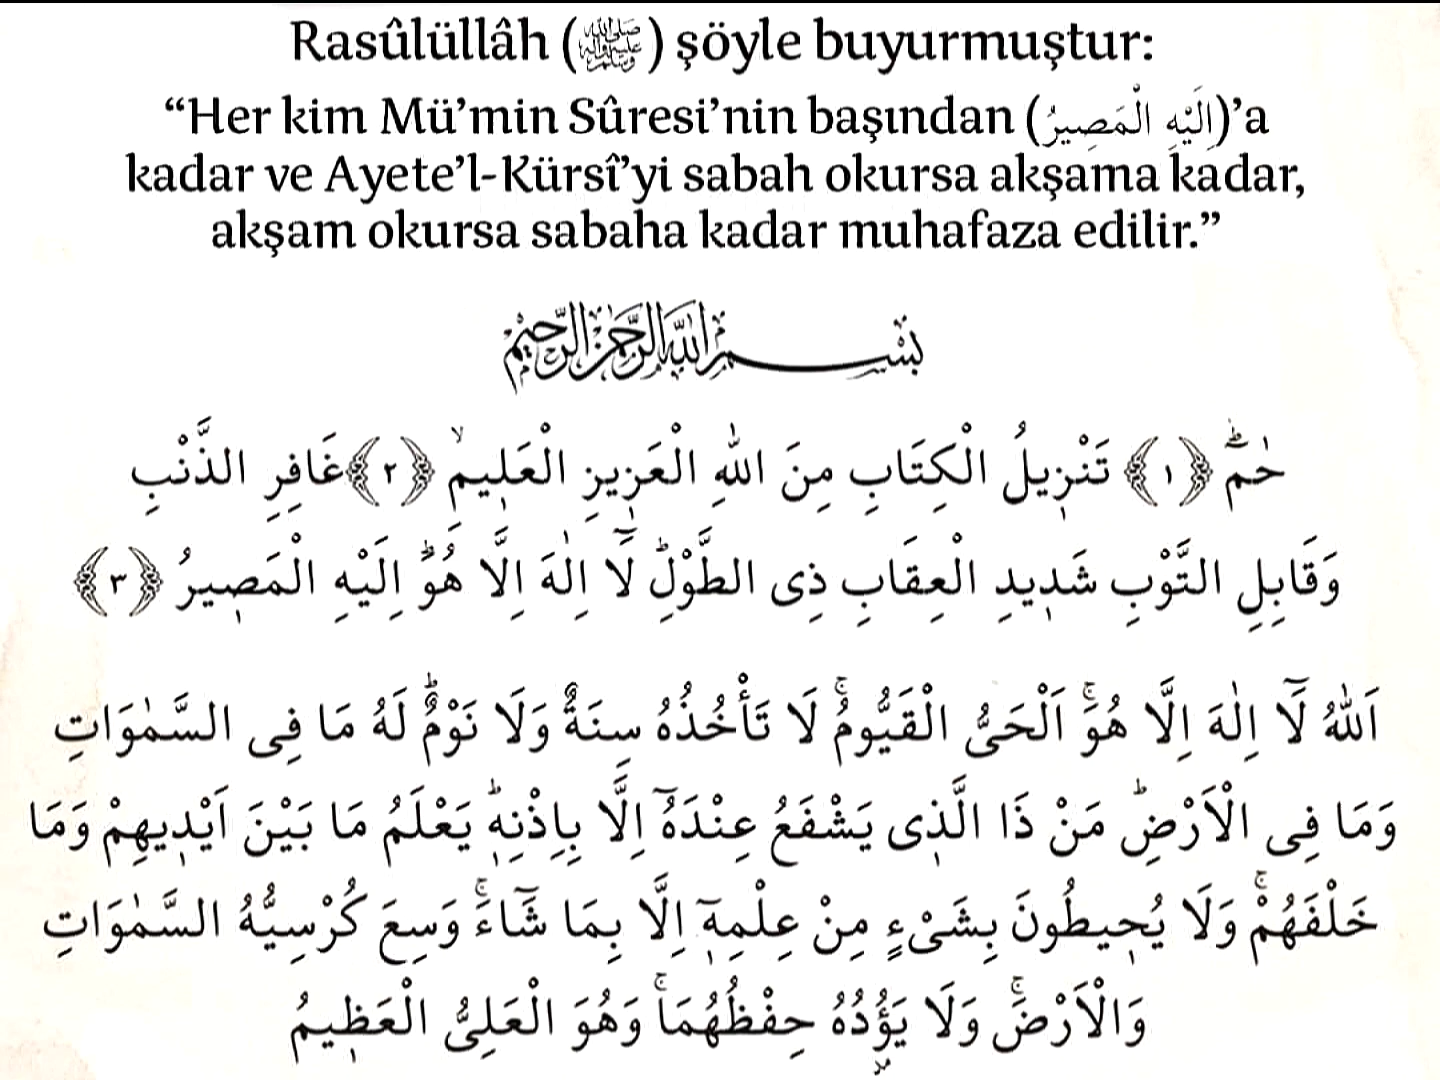 Rasûlüllâh (ﷺ) şöyle buyurmuştur:
“Her kim Mü’min Sûresi’nin başından (اِلَيْهِ الْمَصِيرُ)’a
kadar ve Ayete’l-Kürsî’yi sabah okursa akşama kadar,
akşam okursa sabaha kadar muhafaza edilir.”
بِسْمِ اللّٰهِ الرَّحْمٰنِ الرَّحِيمِ
حٰمٓ ۜ ﴿١﴾ تَنْزِيلُ الْكِتَابِ مِنَ اللّٰهِ الْعَزِيزِ الْعَلِيمِۙ ﴿٢﴾ غَافِرِ الذَّنْبِ
وَقَابِلِ التَّوْبِ شَدِيدِ الْعِقَابِ ذِى الطَّوْلِۜ لَٓا اِلٰهَ اِلَّا هُوَۜ اِلَيْهِ الْمَصِيرُ ﴿٣﴾
اَللّٰهُ لَٓا اِلٰهَ اِلَّا هُوَۚ اَلْحَىُّ الْقَيُّومُۚ لَا تَأْخُذُهُ سِنَةٌ وَلَا نَوْمٌۜ لَهُ مَا فِى السَّمٰوَاتِ
وَمَا فِى الْاَرْضِۜ مَنْ ذَا الَّذِى يَشْفَعُ عِنْدَهُٓ اِلَّا بِاِذْنِهٖۜ يَعْلَمُ مَا بَيْنَ اَيْدِيهِمْ وَمَا
خَلْفَهُمْۚ وَلَا يُحِيطُونَ بِشَىْءٍ مِنْ عِلْمِهٖٓ اِلَّا بِمَا شَٓاءَۚ وَسِعَ كُرْسِيُّهُ السَّمٰوَاتِ
وَالْاَرْضَۚ وَلَا يَؤُ۫دُهُ حِفْظُهُمَاۚ وَهُوَ الْعَلِىُّ الْعَظِيمُ